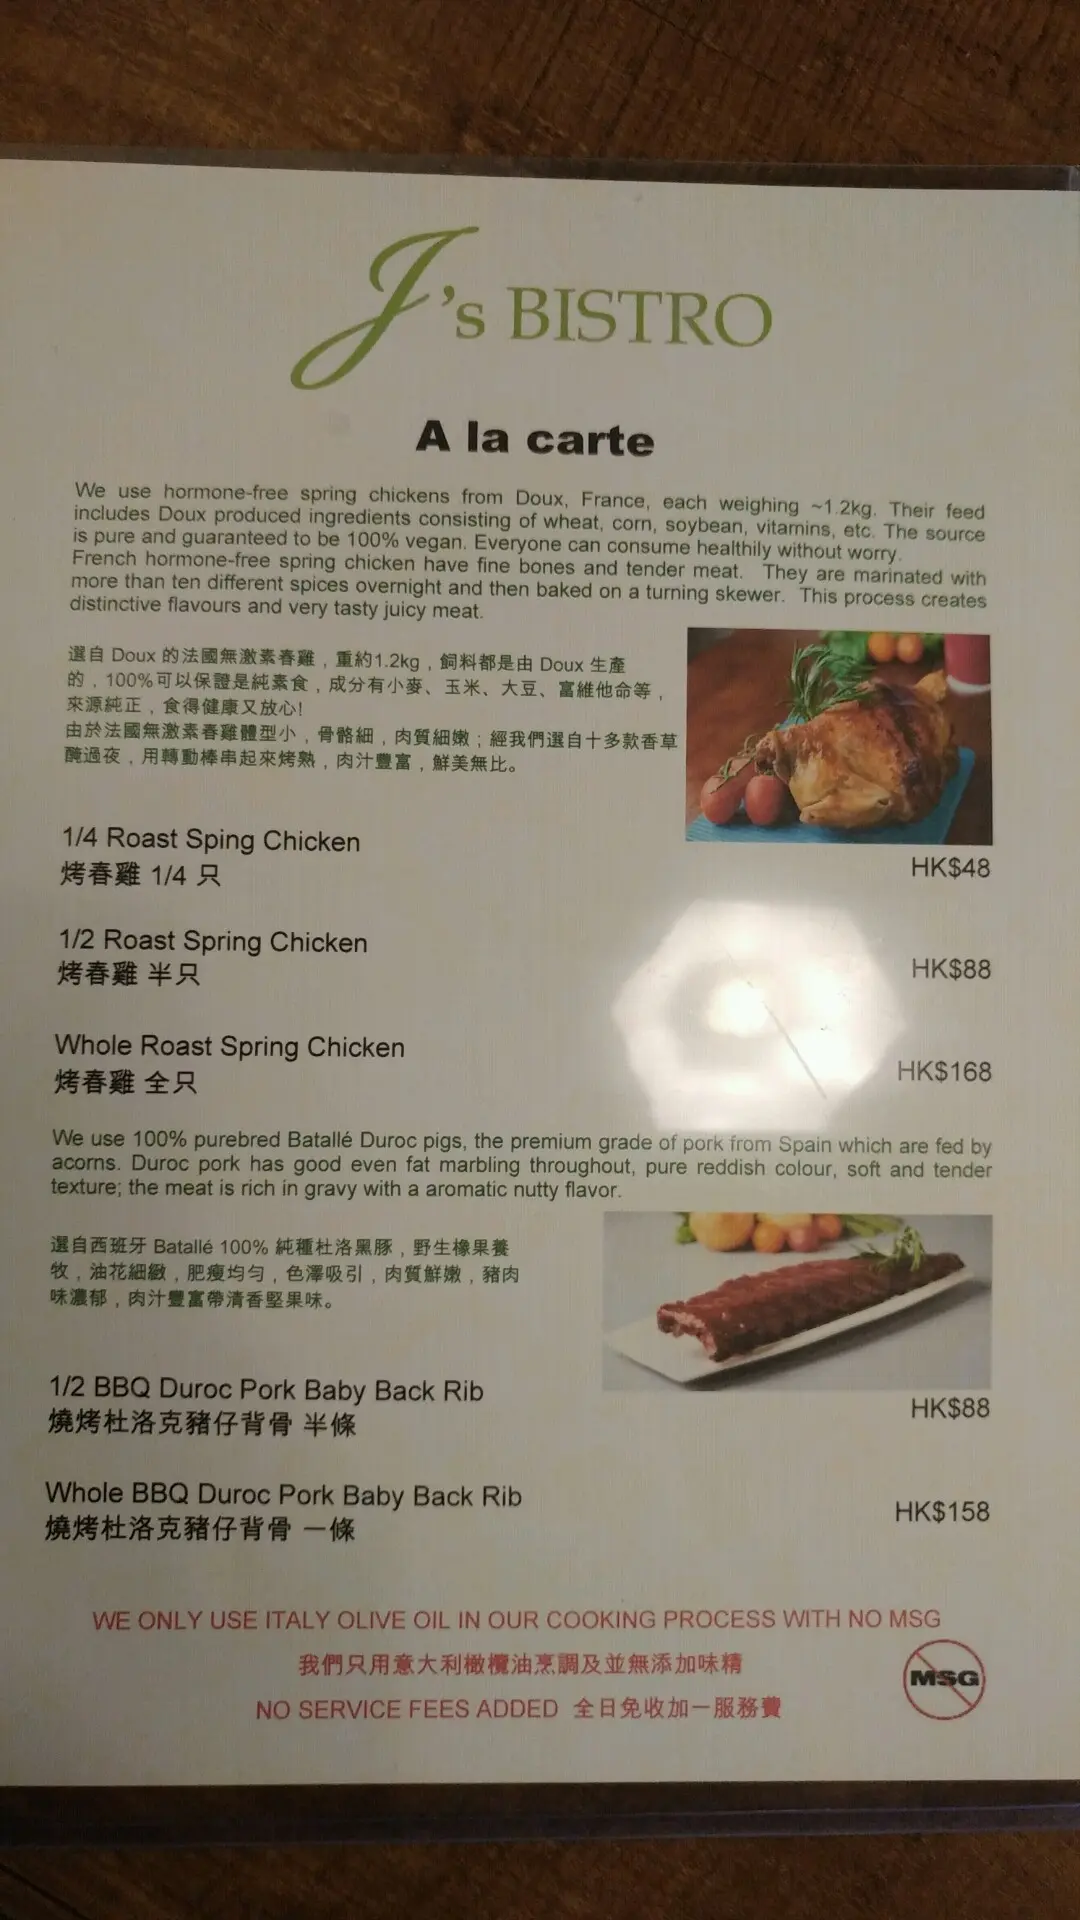 J's BISTRO
A la carte
We use hormone-free spring chickens from Doux, France, each weighing ~1.2kg. Their feed
includes Doux produced ingredients consisting of wheat, corn, soybean, vitamins, etc. The source
is pure and guaranteed to be 100% vegan. Everyone can consume healthily without worry.
French hormone-free spring chicken have fine bones and tender meat. They are marinated with
more than ten different spices overnight and then baked on a turning skewer. This process creates
distinctive flavours and very tasty juicy meat.
選自 Doux 的法國無激素春雞，重約1.2kg，飼料都是由 Doux 生產
的，100%可以保證是純素食，成分有小麥、玉米、大豆、富維他命等，
來源純正，食得健康又放心!
由於法國無激素春雞體型小，骨骼細，肉質細嫩；經我們選自十多款香草
醃過夜，用轉動棒串起來烤熟，肉汁豐富，鮮美無比。
1/4 Roast Sping Chicken
烤春雞 1/4 只
HK$48
1/2 Roast Spring Chicken
烤春雞 半只
HK$88
Whole Roast Spring Chicken
烤春雞 全只
HK$168
We use 100% purebred Batallé Duroc pigs, the premium grade of pork from Spain which are fed by
acorns. Duroc pork has good even fat marbling throughout, pure reddish colour, soft and tender
texture; the meat is rich in gravy with a aromatic nutty flavor.
選自西班牙 Batallé 100% 純種杜洛黑豚，野生橡果養
牧，油花細緻，肥瘦均勻，色澤吸引，肉質鮮嫩，豬肉
味濃郁，肉汁豐富帶清香堅果味。
1/2 BBQ Duroc Pork Baby Back Rib
燒烤杜洛克豬仔背骨 半條
HK$88
Whole BBQ Duroc Pork Baby Back Rib
燒烤杜洛克豬仔背骨 一條
HK$158
WE ONLY USE ITALY OLIVE OIL IN OUR COOKING PROCESS WITH NO MSG
我們只用意大利橄欖油烹調及並無添加味精
MSG
NO SERVICE FEES ADDED 全日免收加一服務費